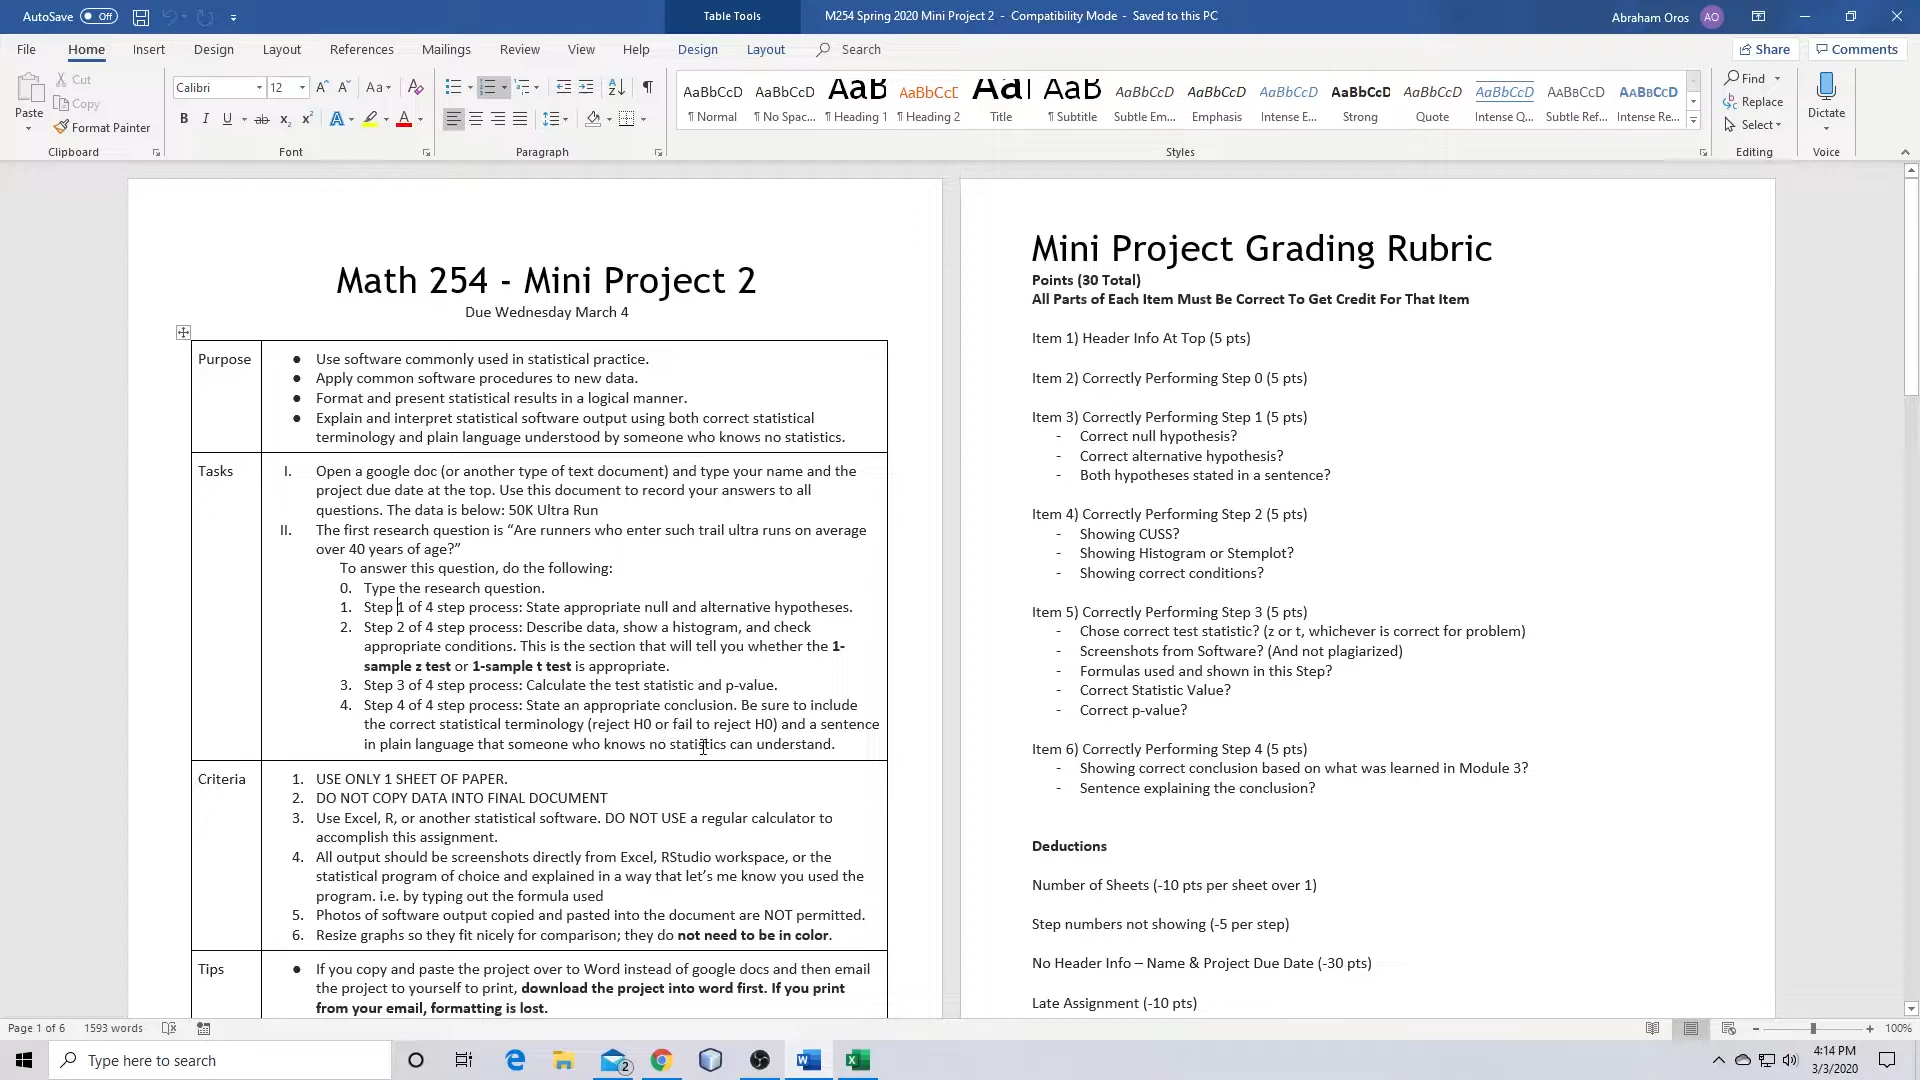 AutoSave Off
Table Tools
M254 Spring 2020 Mini Project 2 - Compatibility Mode - Saved to this PC
Abraham Oros AO
File Home Insert Design Layout References Mailings Review View Help Design Layout Search Share Comments
Paste
Cut
Copy
Format Painter
Clipboard
Calibri 12
Font
Paragraph
AaBbCcD AaBbCcD AaB AaBbCcD AaI AaB AaBbCcD AaBbCcD AaBbCcD AaBbCcD AaBbCcD AaBbCcD AABBCCD AABBCCD
¶ Normal ¶ No Spac... ¶ Heading 1 ¶ Heading 2 Title ¶ Subtitle Subtle Em... Emphasis Intense E... Strong Quote Intense Q... Subtle Ref... Intense Re...
Styles
Find
Replace
Select
Editing
Dictate
Voice
Math 254 - Mini Project 2
Due Wednesday March 4
Purpose
● Use software commonly used in statistical practice.
● Apply common software procedures to new data.
● Format and present statistical results in a logical manner.
● Explain and interpret statistical software output using both correct statistical
terminology and plain language understood by someone who knows no statistics.
Tasks
I. Open a google doc (or another type of text document) and type your name and the
project due date at the top. Use this document to record your answers to all
questions. The data is below: 50K Ultra Run
II. The first research question is “Are runners who enter such trail ultra runs on average
over 40 years of age?”
To answer this question, do the following:
0. Type the research question.
1. Step 1 of 4 step process: State appropriate null and alternative hypotheses.
2. Step 2 of 4 step process: Describe data, show a histogram, and check
appropriate conditions. This is the section that will tell you whether the 1-
sample z test or 1-sample t test is appropriate.
3. Step 3 of 4 step process: Calculate the test statistic and p-value.
4. Step 4 of 4 step process: State an appropriate conclusion. Be sure to include
the correct statistical terminology (reject H0 or fail to reject H0) and a sentence
in plain language that someone who knows no statistics can understand.
Criteria
1. USE ONLY 1 SHEET OF PAPER.
2. DO NOT COPY DATA INTO FINAL DOCUMENT
3. Use Excel, R, or another statistical software. DO NOT USE a regular calculator to
accomplish this assignment.
4. All output should be screenshots directly from Excel, RStudio workspace, or the
statistical program of choice and explained in a way that let’s me know you used the
program. i.e. by typing out the formula used
5. Photos of software output copied and pasted into the document are NOT permitted.
6. Resize graphs so they fit nicely for comparison; they do not need to be in color.
Tips
● If you copy and paste the project over to Word instead of google docs and then email
the project to yourself to print, download the project into word first. If you print
from your email, formatting is lost.
Mini Project Grading Rubric
Points (30 Total)
All Parts of Each Item Must Be Correct To Get Credit For That Item
Item 1) Header Info At Top (5 pts)
Item 2) Correctly Performing Step 0 (5 pts)
Item 3) Correctly Performing Step 1 (5 pts)
- Correct null hypothesis?
- Correct alternative hypothesis?
- Both hypotheses stated in a sentence?
Item 4) Correctly Performing Step 2 (5 pts)
- Showing CUSS?
- Showing Histogram or Stemplot?
- Showing correct conditions?
Item 5) Correctly Performing Step 3 (5 pts)
- Chose correct test statistic? (z or t, whichever is correct for problem)
- Screenshots from Software? (And not plagiarized)
- Formulas used and shown in this Step?
- Correct Statistic Value?
- Correct p-value?
Item 6) Correctly Performing Step 4 (5 pts)
- Showing correct conclusion based on what was learned in Module 3?
- Sentence explaining the conclusion?
Deductions
Number of Sheets (-10 pts per sheet over 1)
Step numbers not showing (-5 per step)
No Header Info – Name & Project Due Date (-30 pts)
Late Assignment (-10 pts)
Page 1 of 6 1593 words
100%
Type here to search
2
4:14 PM
3/3/2020